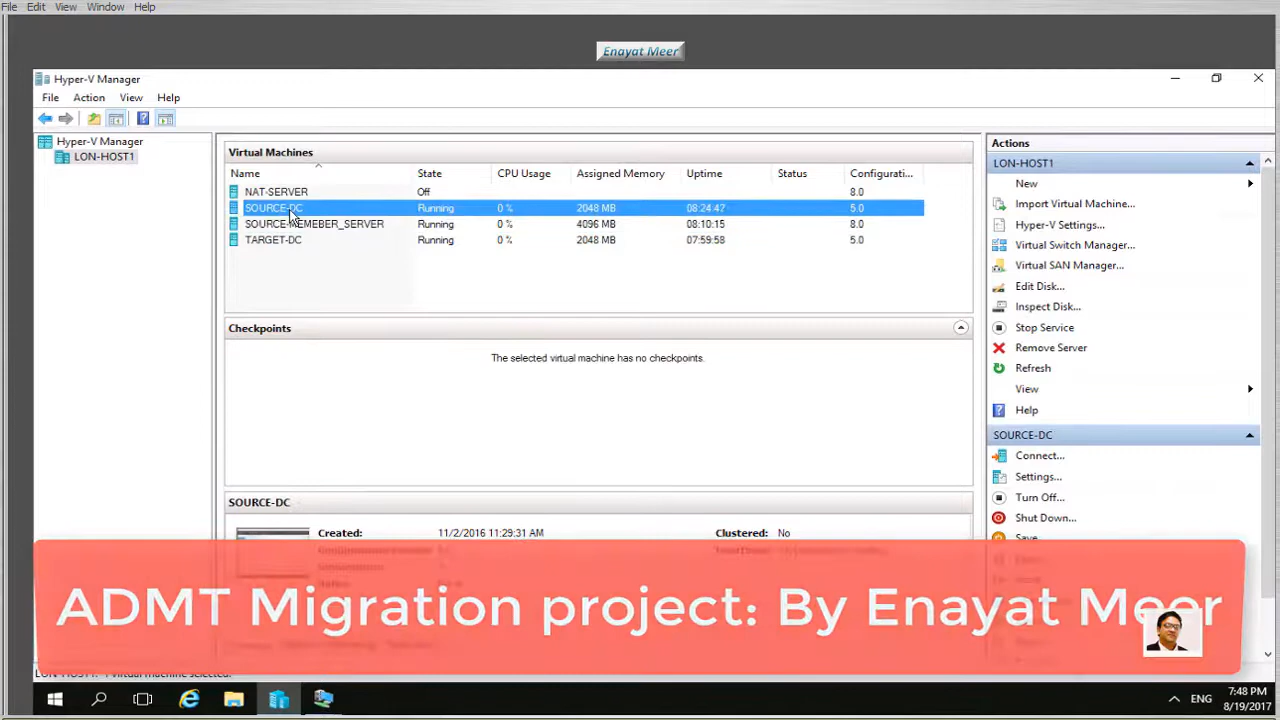 File Edit View Window Help
Enayat Meer
Hyper-V Manager
File Action View Help
Hyper-V Manager
LON-HOST1
Virtual Machines
Name State CPU Usage Assigned Memory Uptime Status Configurati...
NAT-SERVER Off 8.0
SOURCE-DC Running 0 % 2048 MB 08:24:47 5.0
SOURCE-MEMEBER_SERVER Running 0 % 4096 MB 08:10:15 8.0
TARGET-DC Running 0 % 2048 MB 07:59:58 5.0
Checkpoints
The selected virtual machine has no checkpoints.
SOURCE-DC
Created: 11/2/2016 11:29:31 AM Clustered: No
Actions
LON-HOST1
New
Import Virtual Machine...
Hyper-V Settings...
Virtual Switch Manager...
Virtual SAN Manager...
Edit Disk...
Inspect Disk...
Stop Service
Remove Server
Refresh
View
Help
SOURCE-DC
Connect...
Settings...
Turn Off...
Shut Down...
Save
ADMT Migration project: By Enayat Meer
LON-HOST1: 1 virtual machine selected.
ENG
7:48 PM
8/19/2017